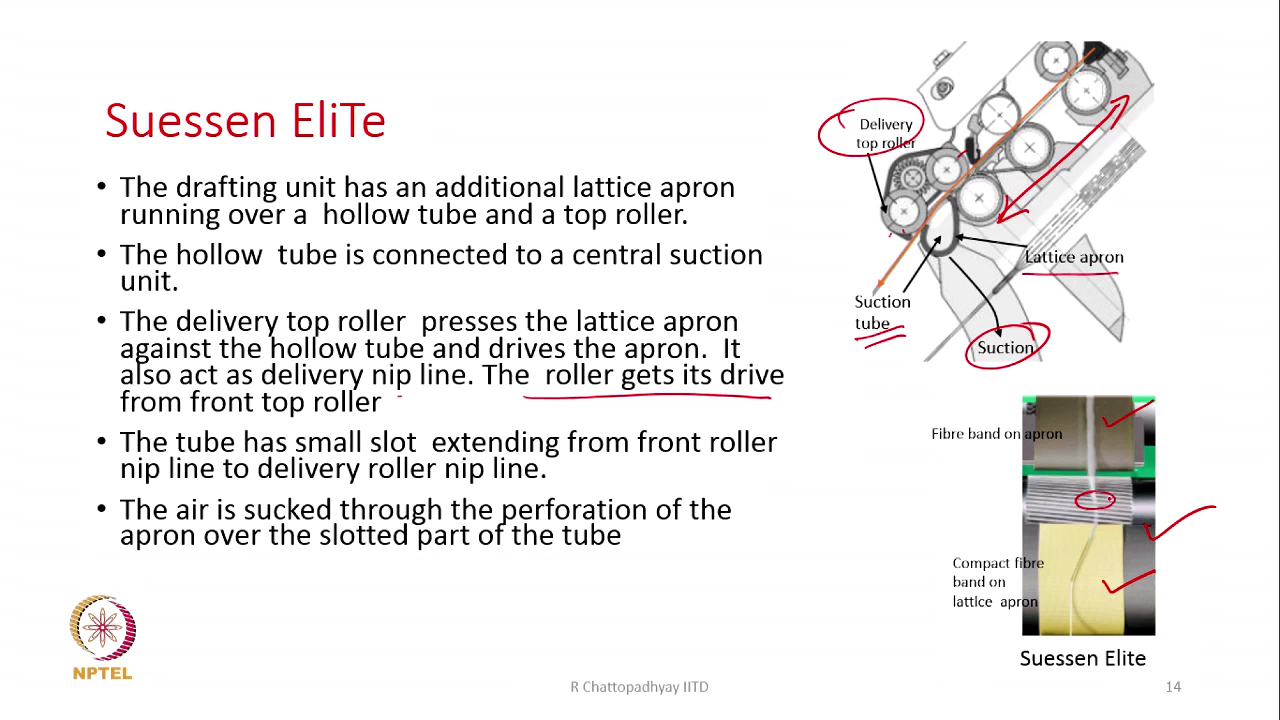 Suessen EliTe
• The drafting unit has an additional lattice apron
running over a hollow tube and a top roller.
• The hollow tube is connected to a central suction
unit.
• The delivery top roller presses the lattice apron
against the hollow tube and drives the apron. It
also act as delivery nip line. The roller gets its drive
from front top roller
• The tube has small slot extending from front roller
nip line to delivery roller nip line.
• The air is sucked through the perforation of the
apron over the slotted part of the tube
Delivery
top roller
Lattice apron
Suction
tube
Suction
Fibre band on apron
Compact fibre
band on
lattice apron
Suessen Elite
NPTEL
R Chattopadhyay IITD
14